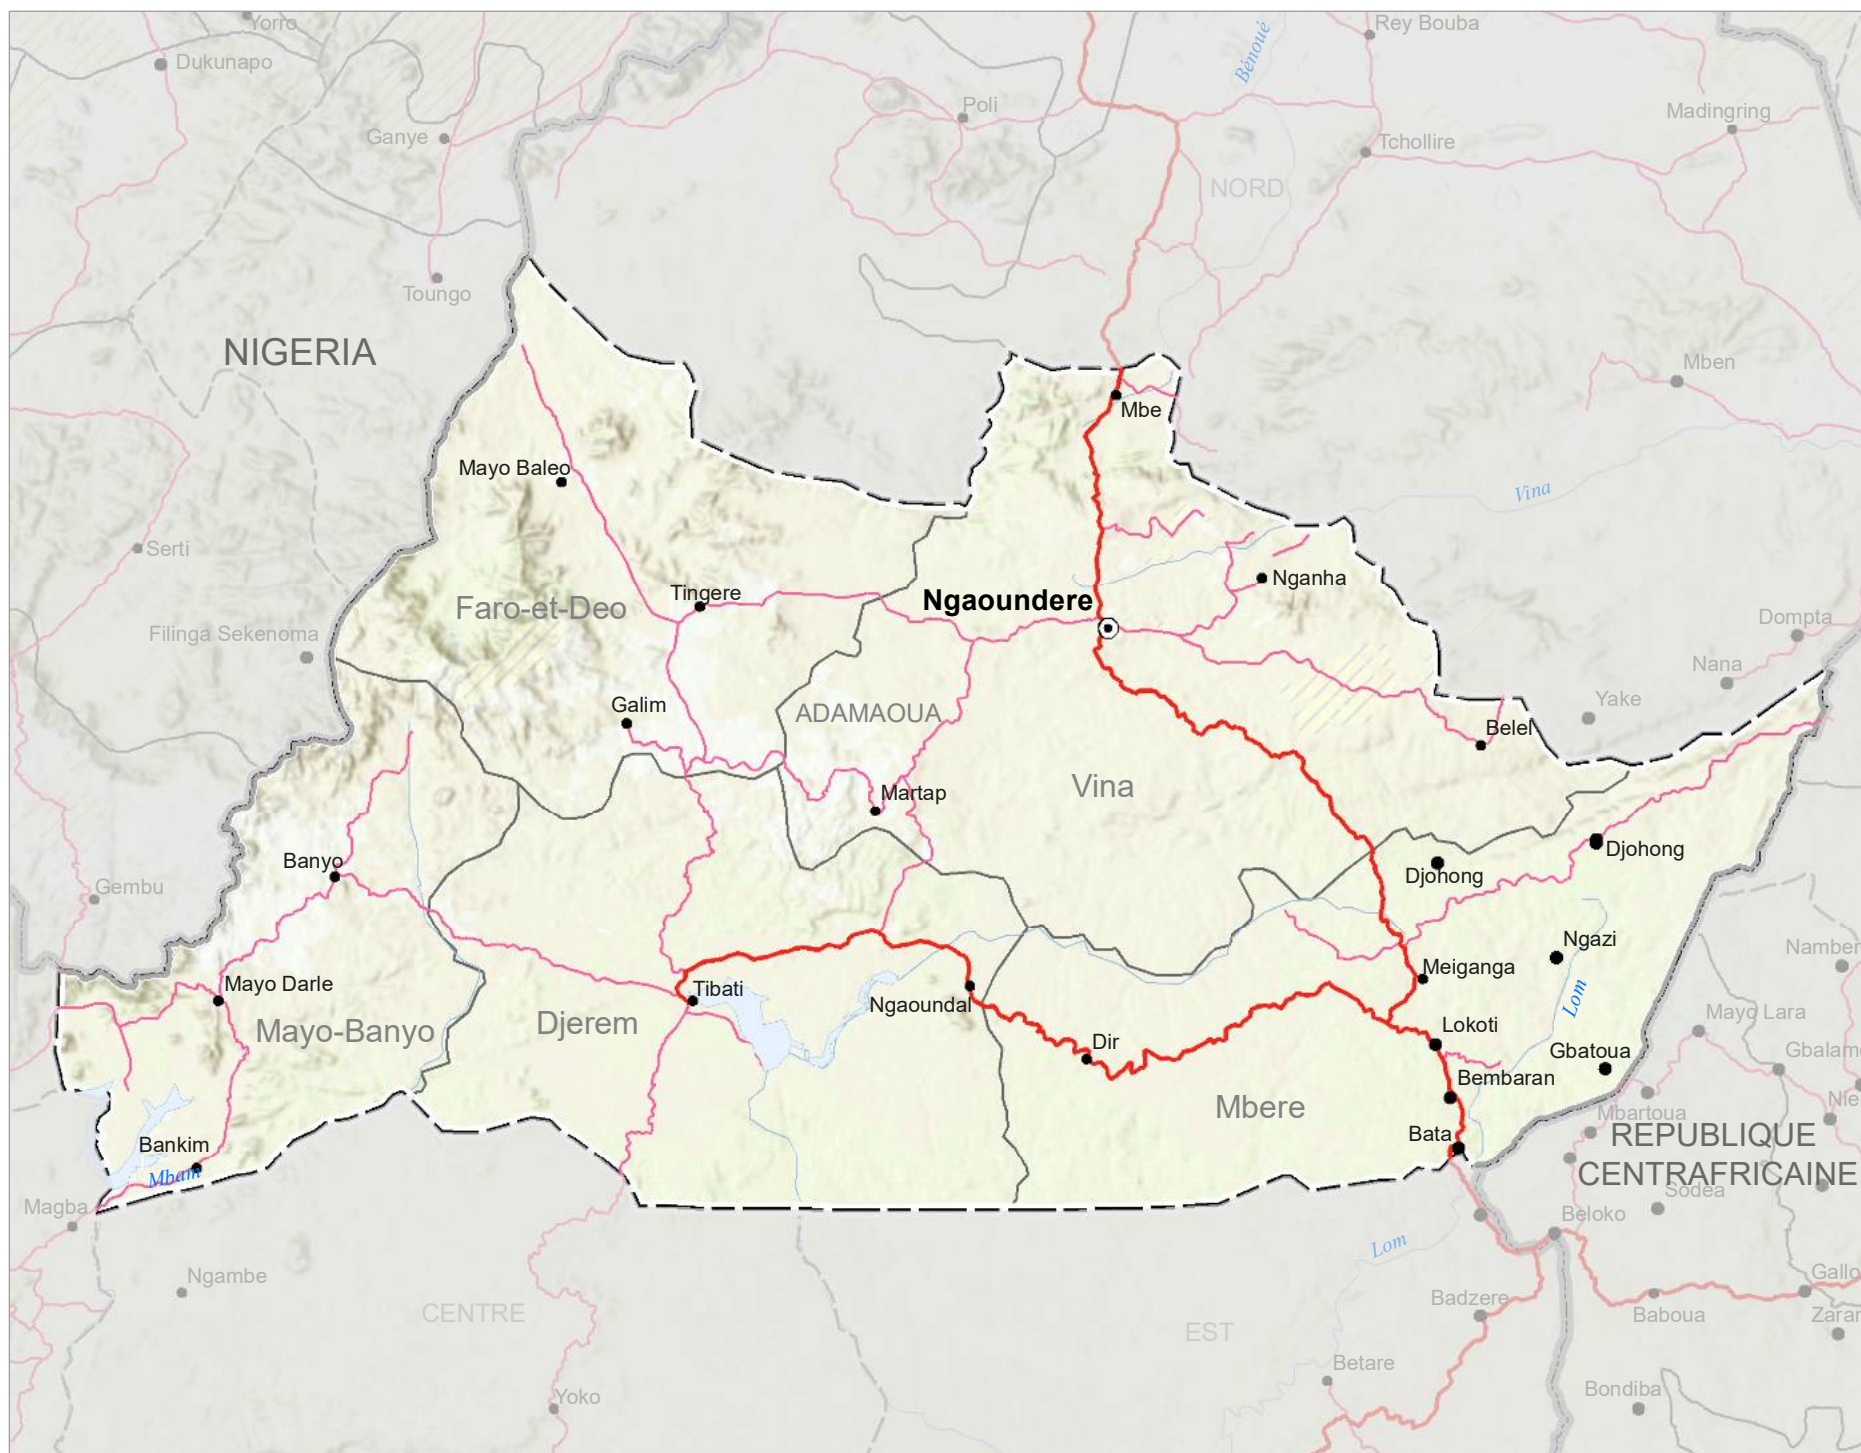 Yorro
Rey Bouba
Dukunapo
Bénoué
Poli
Madingring
Ganye
Tchollire
NORD
Toungo
NIGERIA
Mben
Mbe
Mayo Baleo
Vina
Serti
Nganha
Tingere
Ngaoundere
Faro-et-Deo
Dompta
Filinga Sekenoma
Nana
Yake
Galim
ADAMAOUA
Belel
Vina
Martap
Djohong
Banyo
Djohong
Gembu
Ngazi
Namber
Meiganga
Mayo Darle
Tibati
Ngaoundal
Lom
Mayo Lara
Mayo-Banyo
Djerem
Lokoti
Dir
Gbatoua
Gbalam
Bembaran
Nie
Mbere
Mbartoua
Bata
REPUBLIQUE
CENTRAFRICAINE
Bankim
Mbam
Sodea
Magba
Beloko
Lom
Ngambe
Gallo
CENTRE
Badzere
Baboua
Zarar
EST
Betare
Bondiba
Yoko